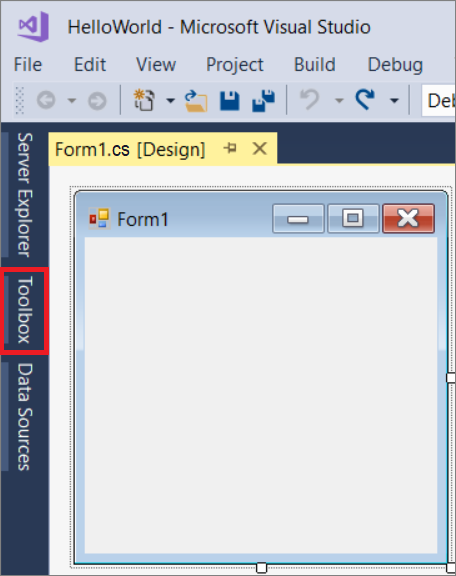 HelloWorld - Microsoft Visual Studio
File Edit View Project Build Debug
Form1.cs [Design]
Form1
Server Explorer
Toolbox
Data Sources